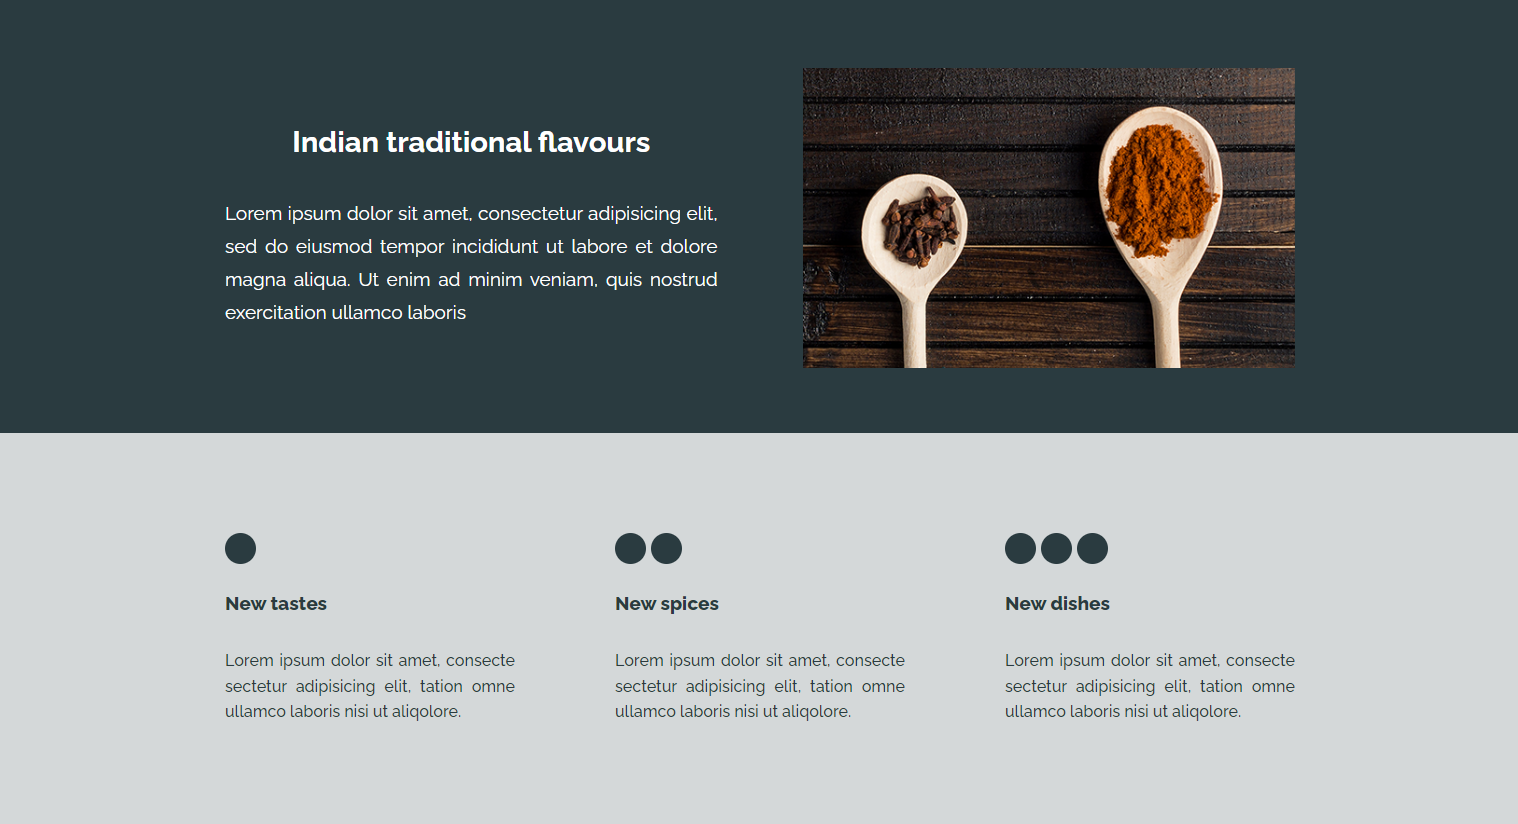 Indian traditional flavours
Lorem ipsum dolor sit amet, consectetur adipisicing elit,
sed do eiusmod tempor incididunt ut labore et dolore
magna aliqua. Ut enim ad minim veniam, quis nostrud
exercitation ullamco laboris
New tastes
Lorem ipsum dolor sit amet, consecte
sectetur adipisicing elit, tation omne
ullamco laboris nisi ut aliqolore.
New spices
Lorem ipsum dolor sit amet, consecte
sectetur adipisicing elit, tation omne
ullamco laboris nisi ut aliqolore.
New dishes
Lorem ipsum dolor sit amet, consecte
sectetur adipisicing elit, tation omne
ullamco laboris nisi ut aliqolore.